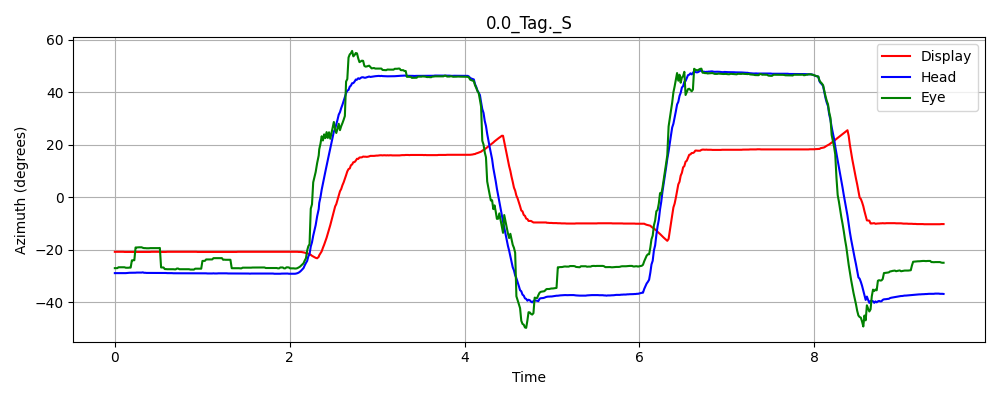 0.0_Tag._S
Display
Head
Eye
Azimuth (degrees)
60
40
20
0
−20
−40
0 2 4 6 8
Time